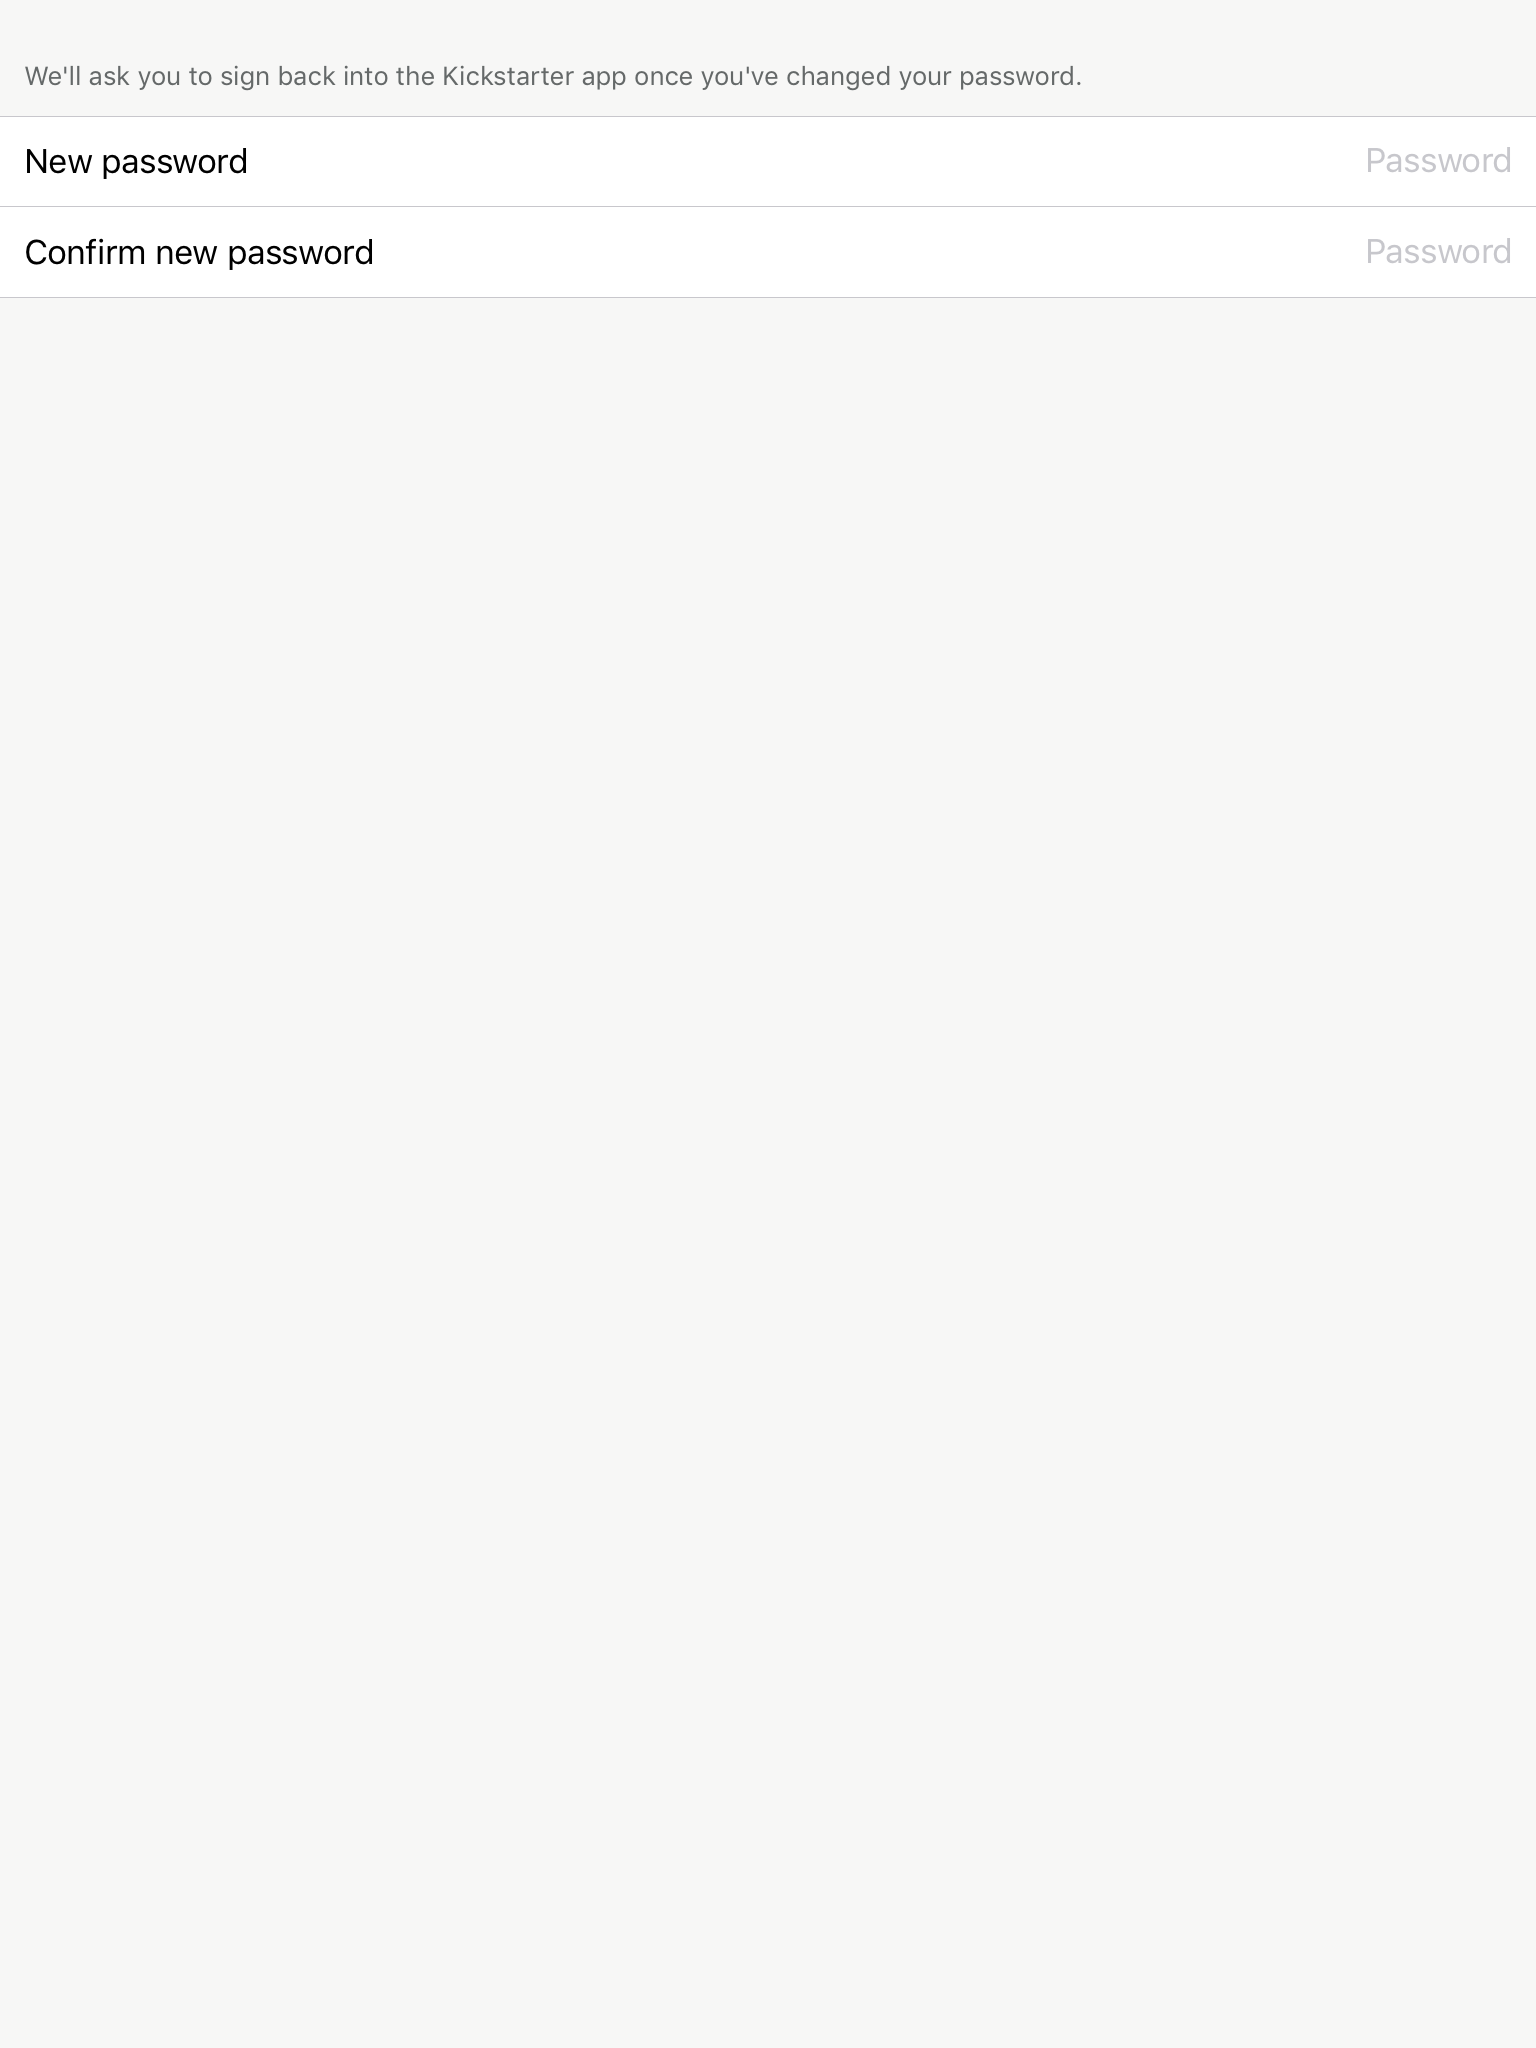 We'll ask you to sign back into the Kickstarter app once you've changed your password.
New password Password
Confirm new password Password